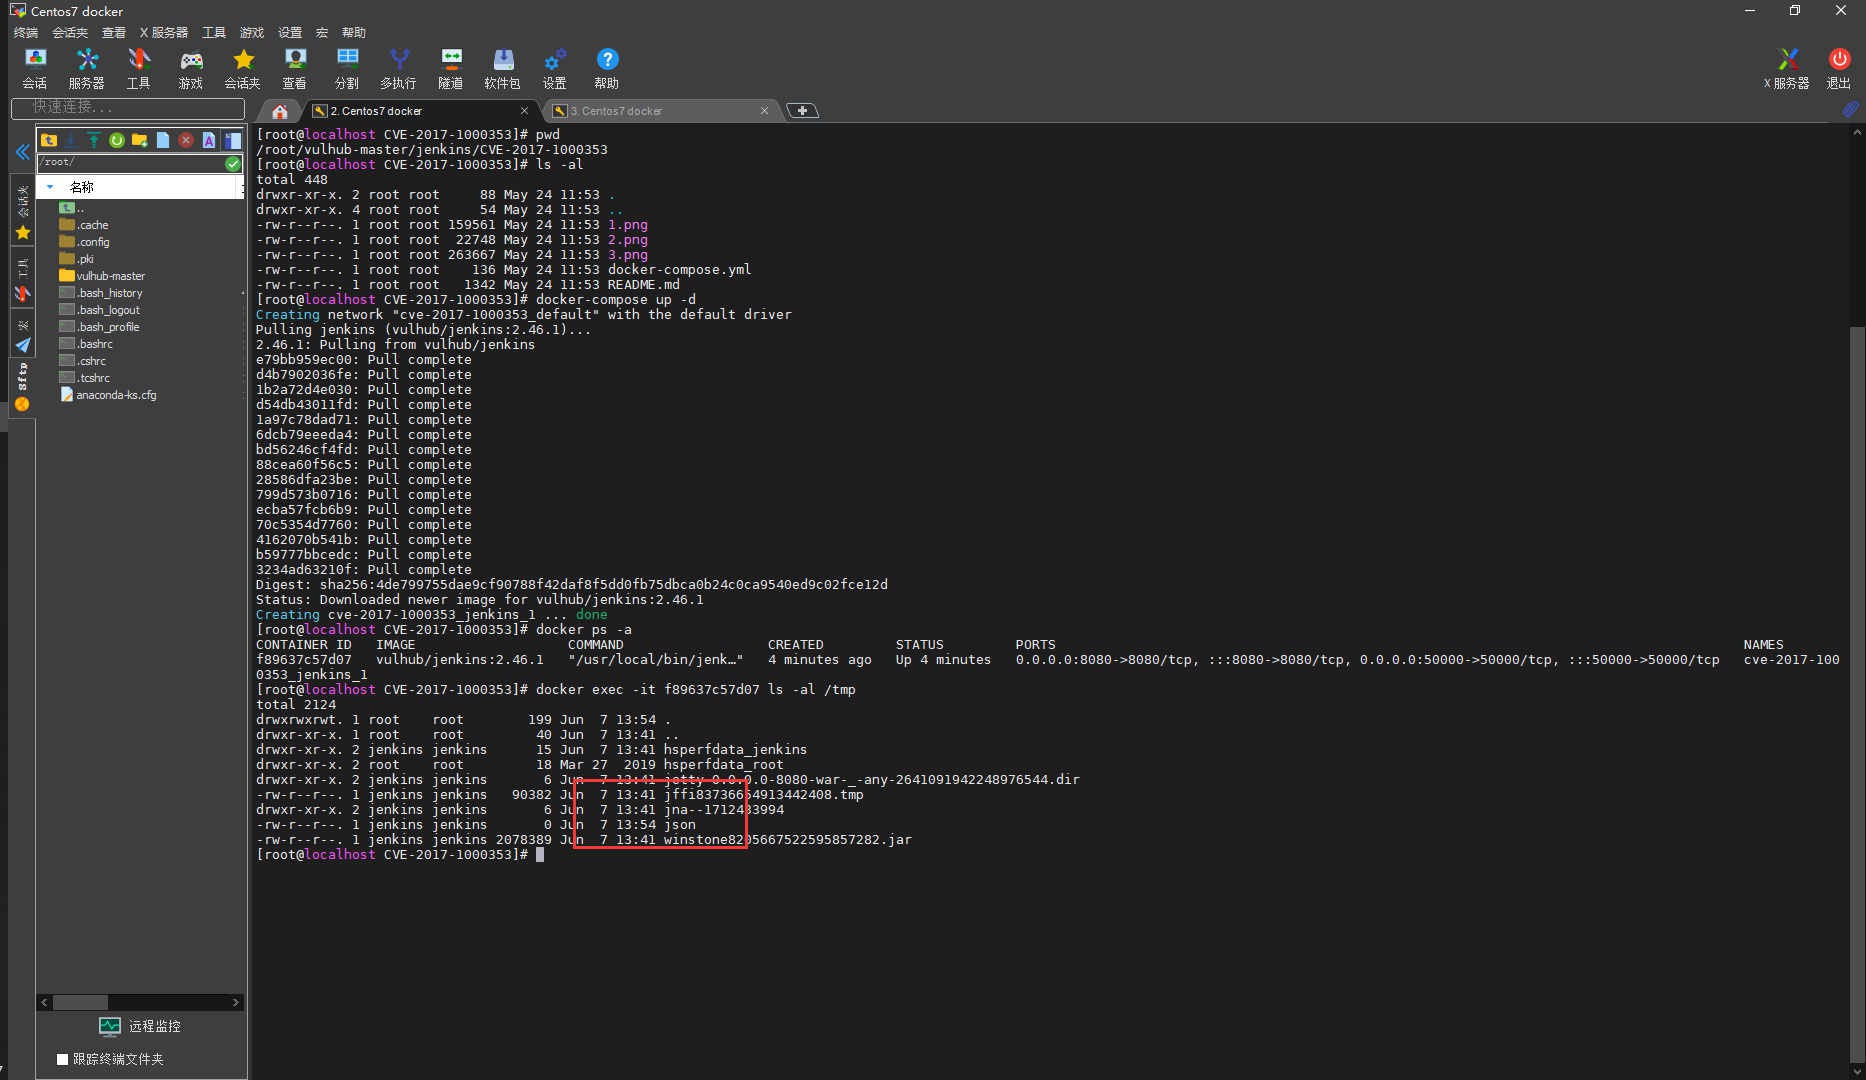 Centos7 docker
终端 会话夹 查看 X 服务器 工具 游戏 设置 宏 帮助
会话 服务器 工具 游戏 会话夹 查看 分割 多执行 隧道 软件包 设置 帮助 X 服务器 退出
快速连接...
2. Centos7 docker
3. Centos7 docker
/root/
名称
..
.cache
.config
.pki
vulhub-master
.bash_history
.bash_logout
.bash_profile
.bashrc
.cshrc
.tcshrc
anaconda-ks.cfg
会话夹
工具
宏
Sftp
远程监控
跟踪终端文件夹
[root@localhost CVE-2017-1000353]# pwd
/root/vulhub-master/jenkins/CVE-2017-1000353
[root@localhost CVE-2017-1000353]# ls -al
total 448
drwxr-xr-x. 2 root root     88 May 24 11:53 .
drwxr-xr-x. 4 root root     54 May 24 11:53 ..
-rw-r--r--. 1 root root 159561 May 24 11:53 1.png
-rw-r--r--. 1 root root  22748 May 24 11:53 2.png
-rw-r--r--. 1 root root 263667 May 24 11:53 3.png
-rw-r--r--. 1 root root    136 May 24 11:53 docker-compose.yml
-rw-r--r--. 1 root root   1342 May 24 11:53 README.md
[root@localhost CVE-2017-1000353]# docker-compose up -d
Creating network "cve-2017-1000353_default" with the default driver
Pulling jenkins (vulhub/jenkins:2.46.1)...
2.46.1: Pulling from vulhub/jenkins
e79bb959ec00: Pull complete
d4b7902036fe: Pull complete
1b2a72d4e030: Pull complete
d54db43011fd: Pull complete
1a97c78dad71: Pull complete
6dcb79eeeda4: Pull complete
bd56246cf4fd: Pull complete
88cea60f56c5: Pull complete
28586dfa23be: Pull complete
799d573b0716: Pull complete
ecba57fcb6b9: Pull complete
70c5354d7760: Pull complete
4162070b541b: Pull complete
b59777bbcedc: Pull complete
3234ad63210f: Pull complete
Digest: sha256:4de799755dae9cf90788f42daf8f5dd0fb75dbca0b24c0ca9540ed9c02fce12d
Status: Downloaded newer image for vulhub/jenkins:2.46.1
Creating cve-2017-1000353_jenkins_1 ... done
[root@localhost CVE-2017-1000353]# docker ps -a
CONTAINER ID   IMAGE                   COMMAND                  CREATED         STATUS         PORTS                                                                                      NAMES
f89637c57d07   vulhub/jenkins:2.46.1   "/usr/local/bin/jenk…"   4 minutes ago   Up 4 minutes   0.0.0.0:8080->8080/tcp, :::8080->8080/tcp, 0.0.0.0:50000->50000/tcp, :::50000->50000/tcp   cve-2017-100
0353_jenkins_1
[root@localhost CVE-2017-1000353]# docker exec -it f89637c57d07 ls -al /tmp
total 2124
drwxrwxrwt. 1 root    root        199 Jun  7 13:54 .
drwxr-xr-x. 1 root    root         40 Jun  7 13:41 ..
drwxr-xr-x. 2 jenkins jenkins      15 Jun  7 13:41 hsperfdata_jenkins
drwxr-xr-x. 2 root    root         18 Mar 27  2019 hsperfdata_root
drwxr-xr-x. 2 jenkins jenkins       6 Jun  7 13:41 jetty-0.0.0.0-8080-war-_-any-2641091942248976544.dir
-rw-r--r--. 1 jenkins jenkins   90382 Jun  7 13:41 jffi83736654913442408.tmp
drwxr-xr-x. 2 jenkins jenkins       6 Jun  7 13:41 jna--1712433994
-rw-r--r--. 1 jenkins jenkins       0 Jun  7 13:54 json
-rw-r--r--. 1 jenkins jenkins 2078389 Jun  7 13:41 winstone8205667522595857282.jar
[root@localhost CVE-2017-1000353]#